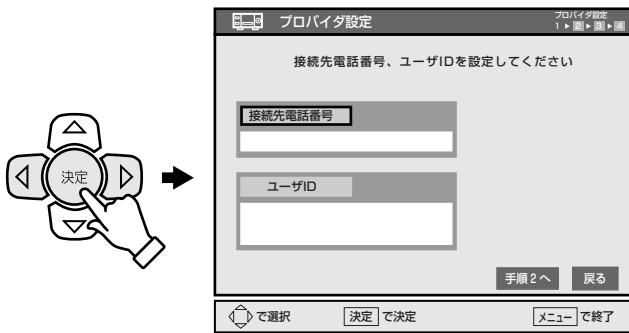 プロバイダ設定
プロバイダ設定
1 ▶ 2 ▶ 3 ▶ 4
接続先電話番号、ユーザIDを設定してください
接続先電話番号
決定
ユーザID
手順2へ 戻る
で選択 決定 で決定 メニュー で終了